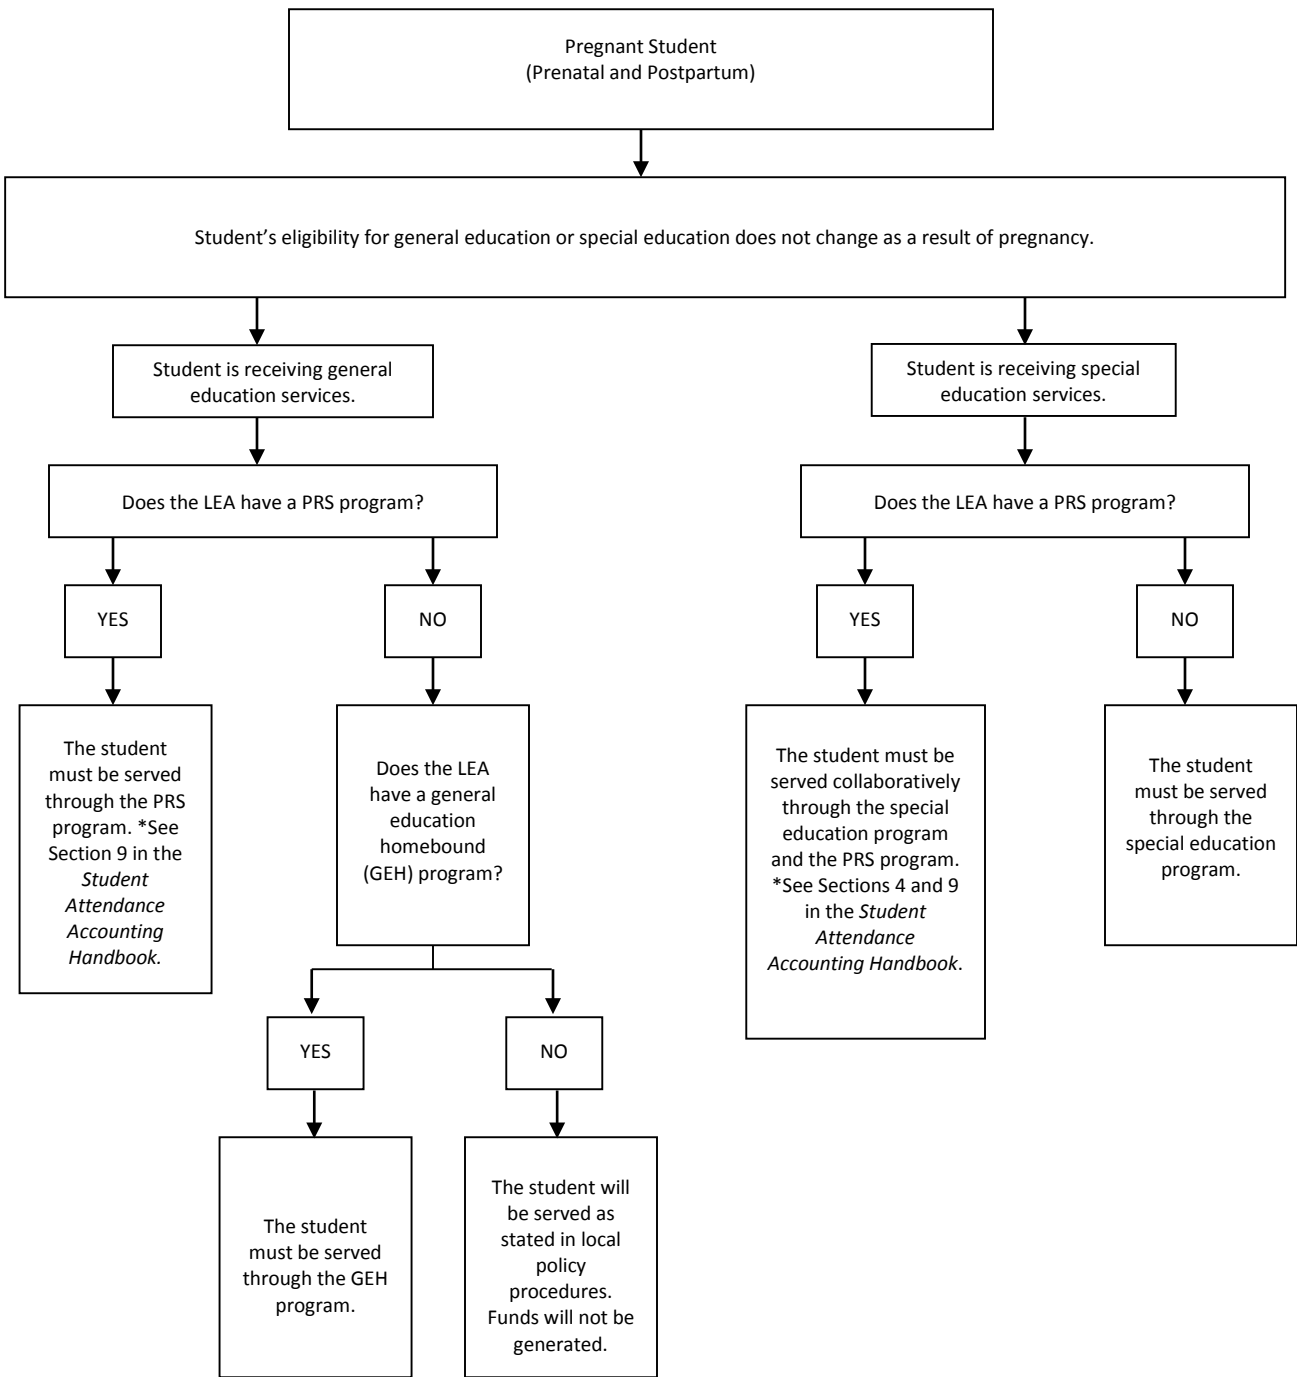 Pregnant Student
(Prenatal and Postpartum)
Student’s eligibility for general education or special education does not change as a result of pregnancy.
Student is receiving general
education services.
Student is receiving special
education services.
Does the LEA have a PRS program?
Does the LEA have a PRS program?
YES
NO
YES
NO
The student
must be served
through the PRS
program. *See
Section 9 in the
Student
Attendance
Accounting
Handbook.
Does the LEA
have a general
education
homebound
(GEH) program?
The student must be
served collaboratively
through the special
education program
and the PRS program.
*See Sections 4 and 9
in the Student
Attendance
Accounting Handbook.
The student
must be served
through the
special education
program.
YES
NO
The student
must be served
through the GEH
program.
The student will
be served as
stated in local
policy
procedures.
Funds will not be
generated.